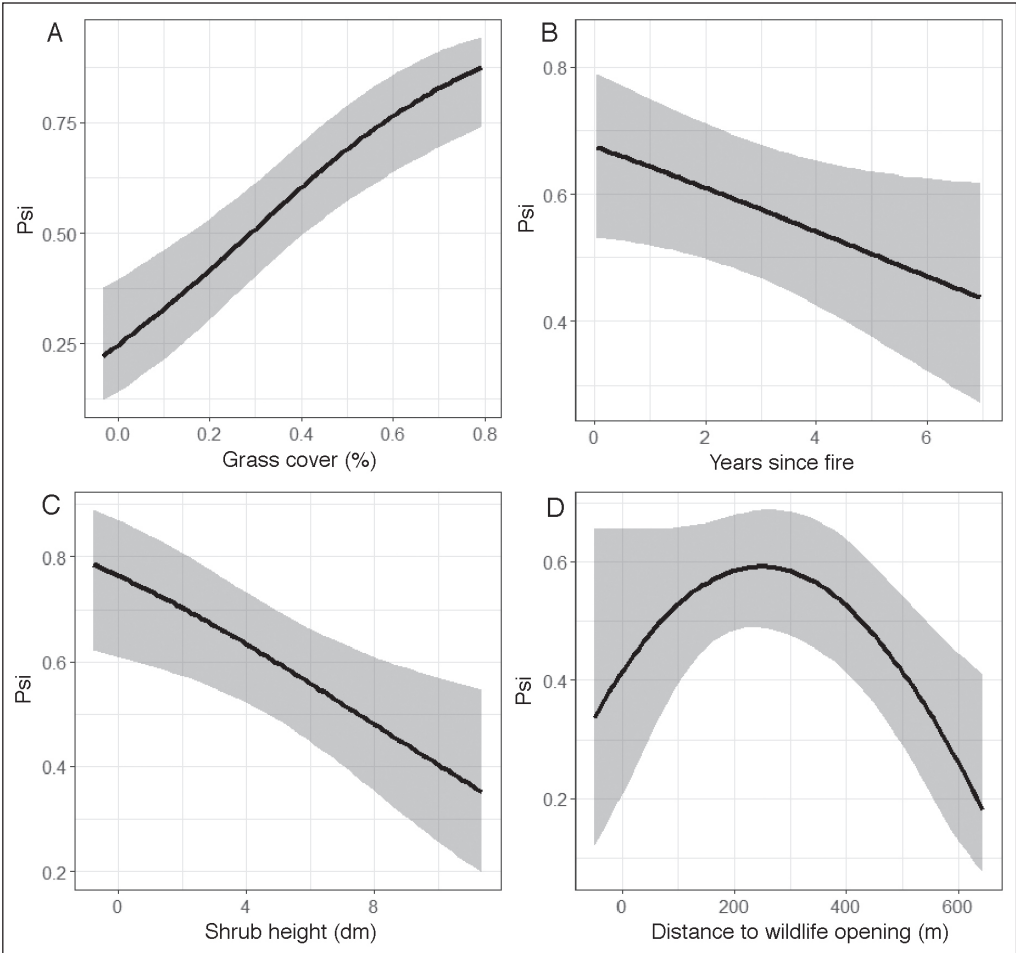 A
Psi
0.75
0.50
0.25
0.0 0.2 0.4 0.6 0.8
Grass cover (%)
B
Psi
0.8
0.6
0.4
0 2 4 6
Years since fire
C
Psi
0.8
0.6
0.4
0.2
0 4 8
Shrub height (dm)
D
Psi
0.6
0.4
0.2
0 200 400 600
Distance to wildlife opening (m)